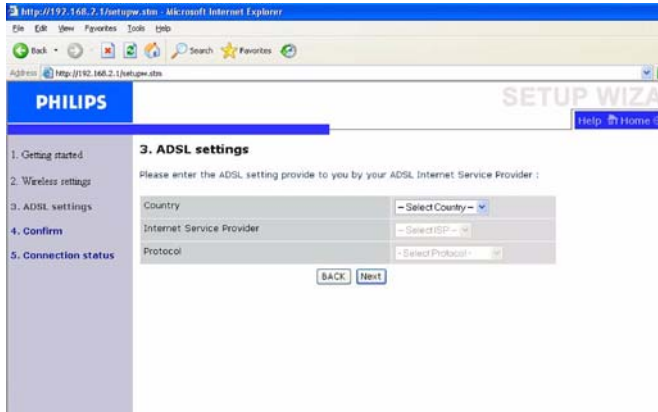 http://192.168.2.1/setupw.stm - Microsoft Internet Explorer
File Edit View Favorites Tools Help
Back Search Favorites
Address http://192.168.2.1/setupw.stm
PHILIPS
SETUP WIZA
Help Home
1. Getting started
2. Wireless settings
3. ADSL settings
4. Confirm
5. Connection status
3. ADSL settings
Please enter the ADSL setting provide to you by your ADSL Internet Service Provider :
Country -- Select Country --
Internet Service Provider -- Select ISP --
Protocol - Select Protocol -
BACK Next